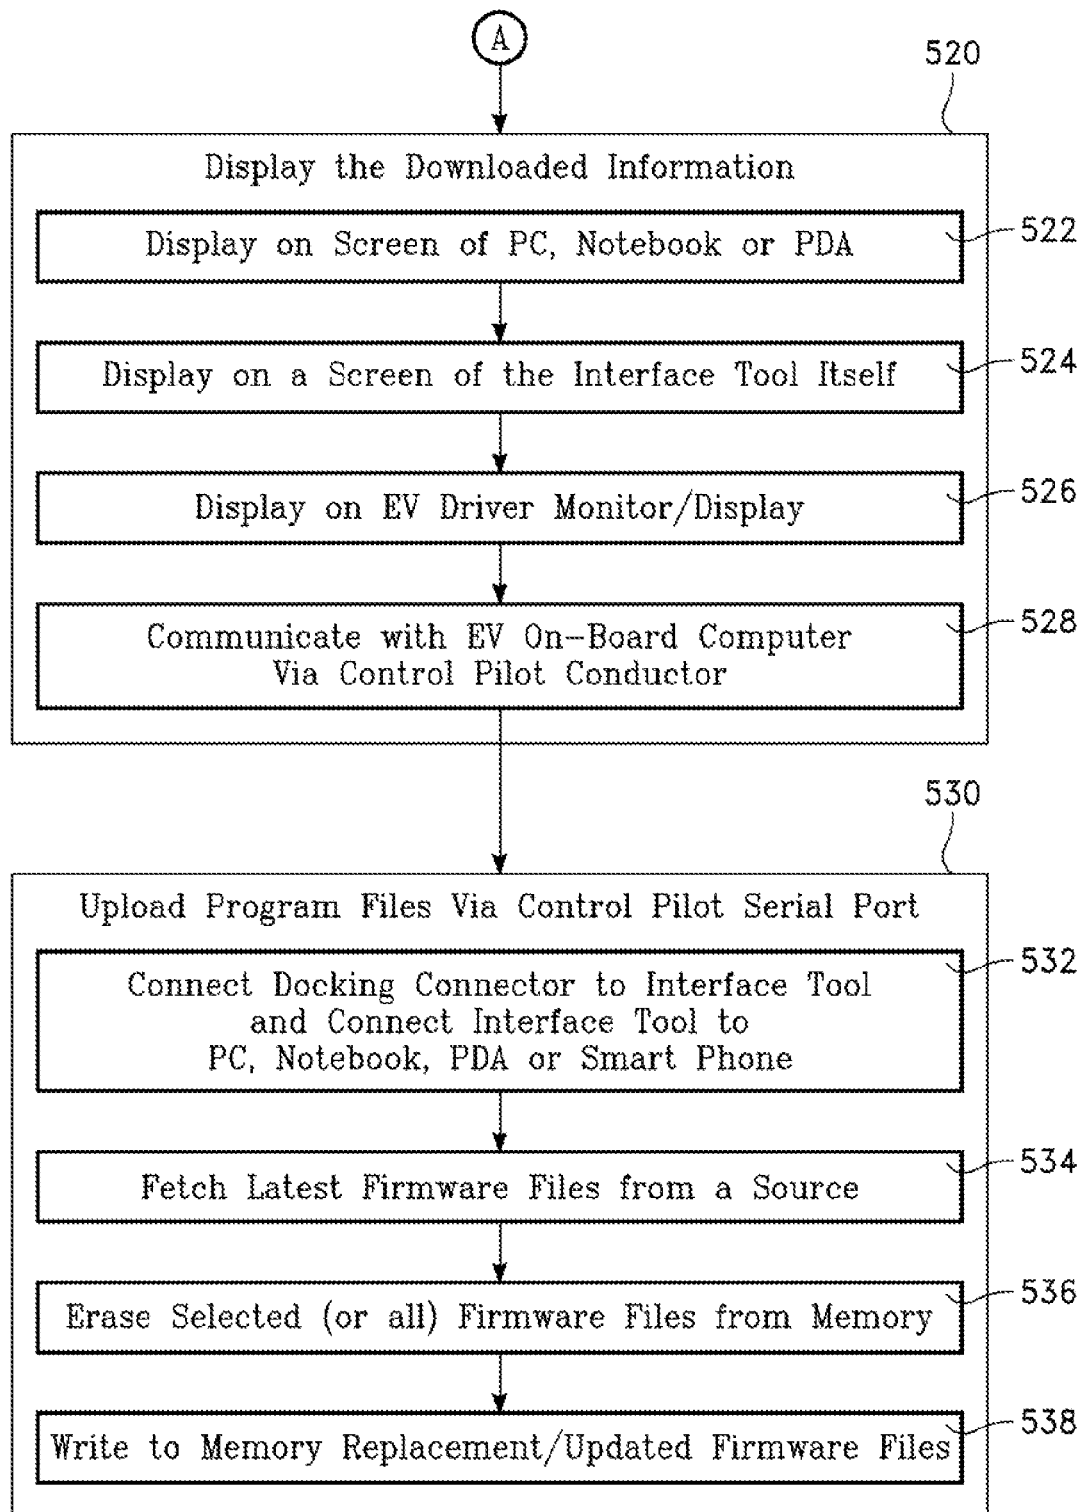 A
520
Display the Downloaded Information
Display on Screen of PC, Notebook or PDA
522
Display on a Screen of the Interface Tool Itself
524
Display on EV Driver Monitor/Display
526
Communicate with EV On-Board Computer
Via Control Pilot Conductor
528
530
Upload Program Files Via Control Pilot Serial Port
Connect Docking Connector to Interface Tool
and Connect Interface Tool to
PC, Notebook, PDA or Smart Phone
532
Fetch Latest Firmware Files from a Source
534
Erase Selected (or all) Firmware Files from Memory
536
Write to Memory Replacement/Updated Firmware Files
538